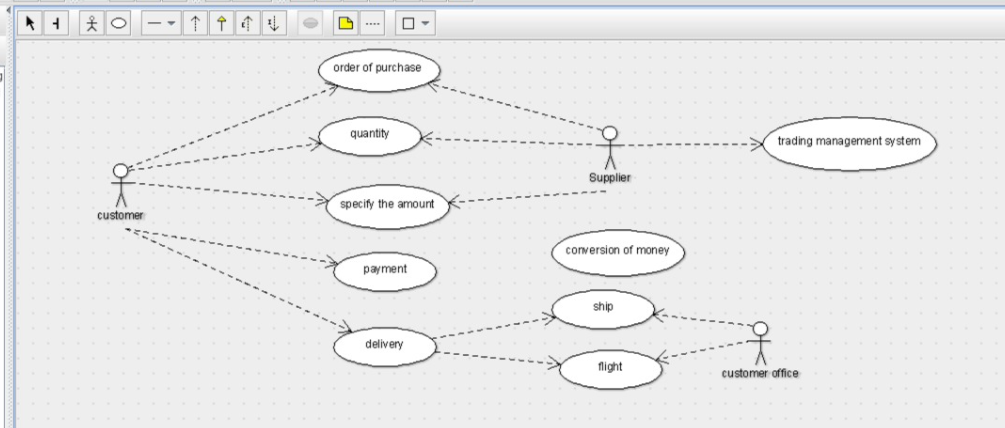 order of purchase
quantity
trading management system
Supplier
specify the amount
customer
conversion of money
payment
ship
delivery
flight
customer office